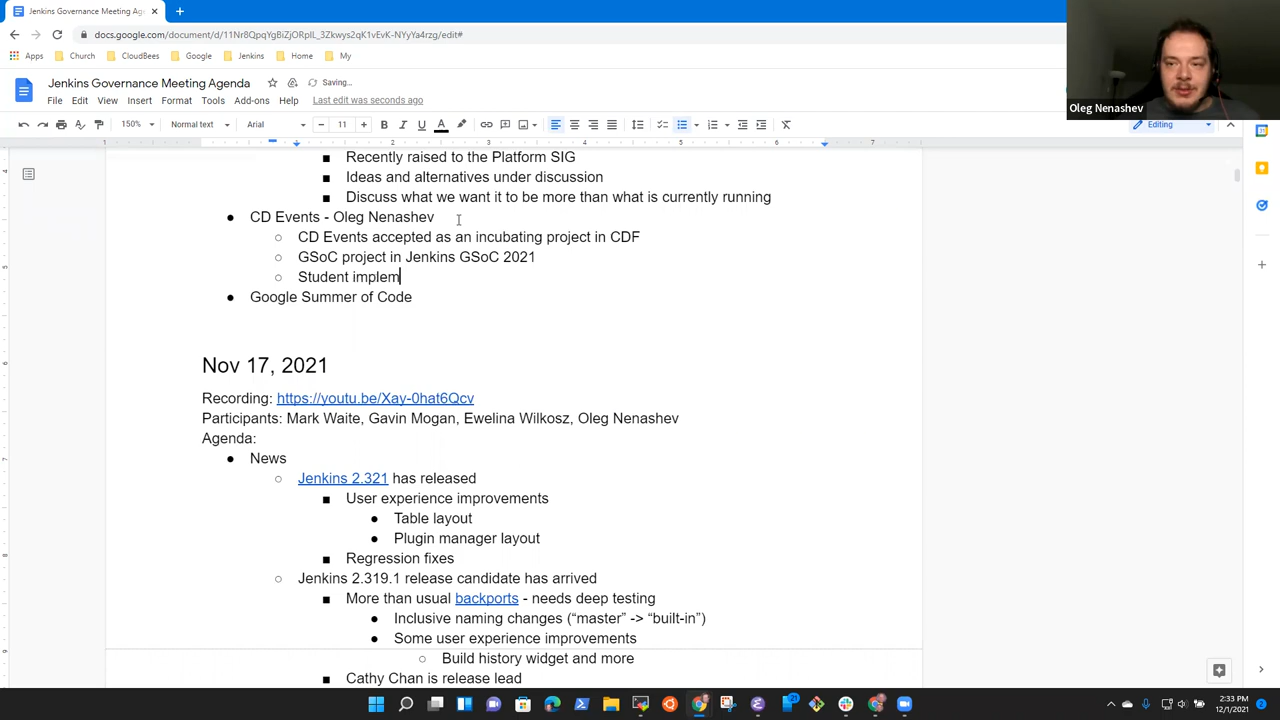 Jenkins Governance Meeting Ag
docs.google.com/document/d/11Nr8QpqYgBiZjORpIL_3Zkwys2qK1vEvK-NYyYa4rzg/edit#
Apps Church CloudBees Google Jenkins Home My
Jenkins Governance Meeting Agenda Saving...
File Edit View Insert Format Tools Add-ons Help Last edit was seconds ago
Oleg Nenashev
150% Normal text Arial 11 Editing
1 2 3 4 5 6 7
Recently raised to the Platform SIG
Ideas and alternatives under discussion
Discuss what we want it to be more than what is currently running
CD Events - Oleg Nenashev
CD Events accepted as an incubating project in CDF
GSoC project in Jenkins GSoC 2021
Student implem
Google Summer of Code
Nov 17, 2021
Recording: https://youtu.be/Xay-0hat6Qcv
Participants: Mark Waite, Gavin Mogan, Ewelina Wilkosz, Oleg Nenashev
Agenda:
News
Jenkins 2.321 has released
User experience improvements
Table layout
Plugin manager layout
Regression fixes
Jenkins 2.319.1 release candidate has arrived
More than usual backports - needs deep testing
Inclusive naming changes (“master” -> “built-in”)
Some user experience improvements
Build history widget and more
Cathy Chan is release lead
2:33 PM
12/1/2021